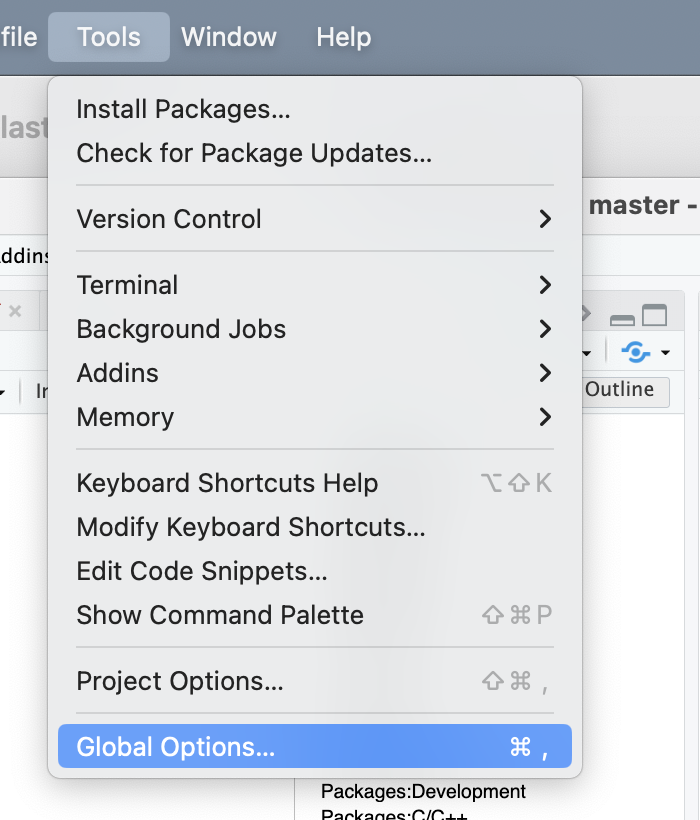 file Tools Window Help
last
Install Packages...
Check for Package Updates...
master -
Version Control
ddins
Terminal
Background Jobs
Addins
Memory
In
Outline
Keyboard Shortcuts Help ⌥⇧K
Modify Keyboard Shortcuts...
Edit Code Snippets...
Show Command Palette ⇧⌘P
Project Options... ⇧⌘,
Global Options... ⌘,
Packages:Development
Packages:C/C++